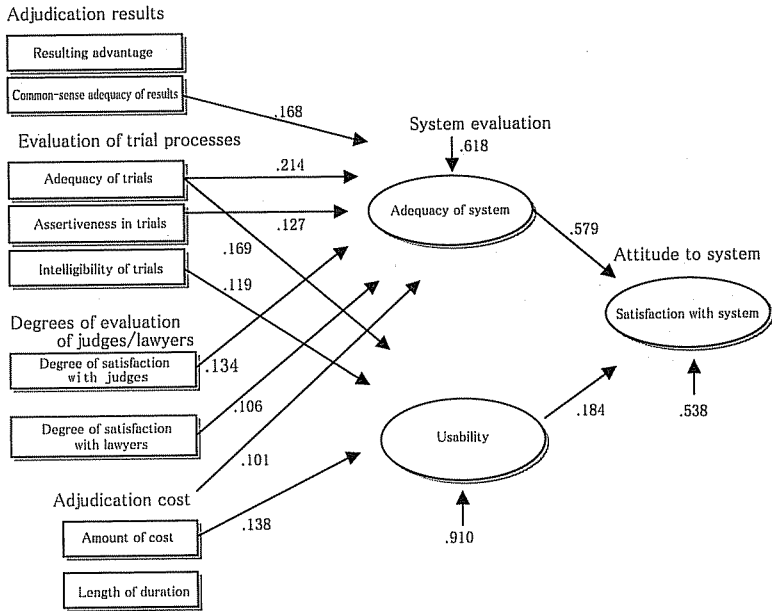 Adjudication results
Resulting advantage
Common-sense adequacy of results
.168
System evaluation
.618
Evaluation of trial processes
Adequacy of trials
.214
Adequacy of system
Assertiveness in trials
.127
.579
.169
Attitude to system
Intelligibility of trials
.119
Satisfaction with system
Degrees of evaluation
of judges/lawyers
Degree of satisfaction
with judges
.134
.106
.184
.538
Degree of satisfaction
with lawyers
Usability
.101
Adjudication cost
.138
Amount of cost
.910
Length of duration